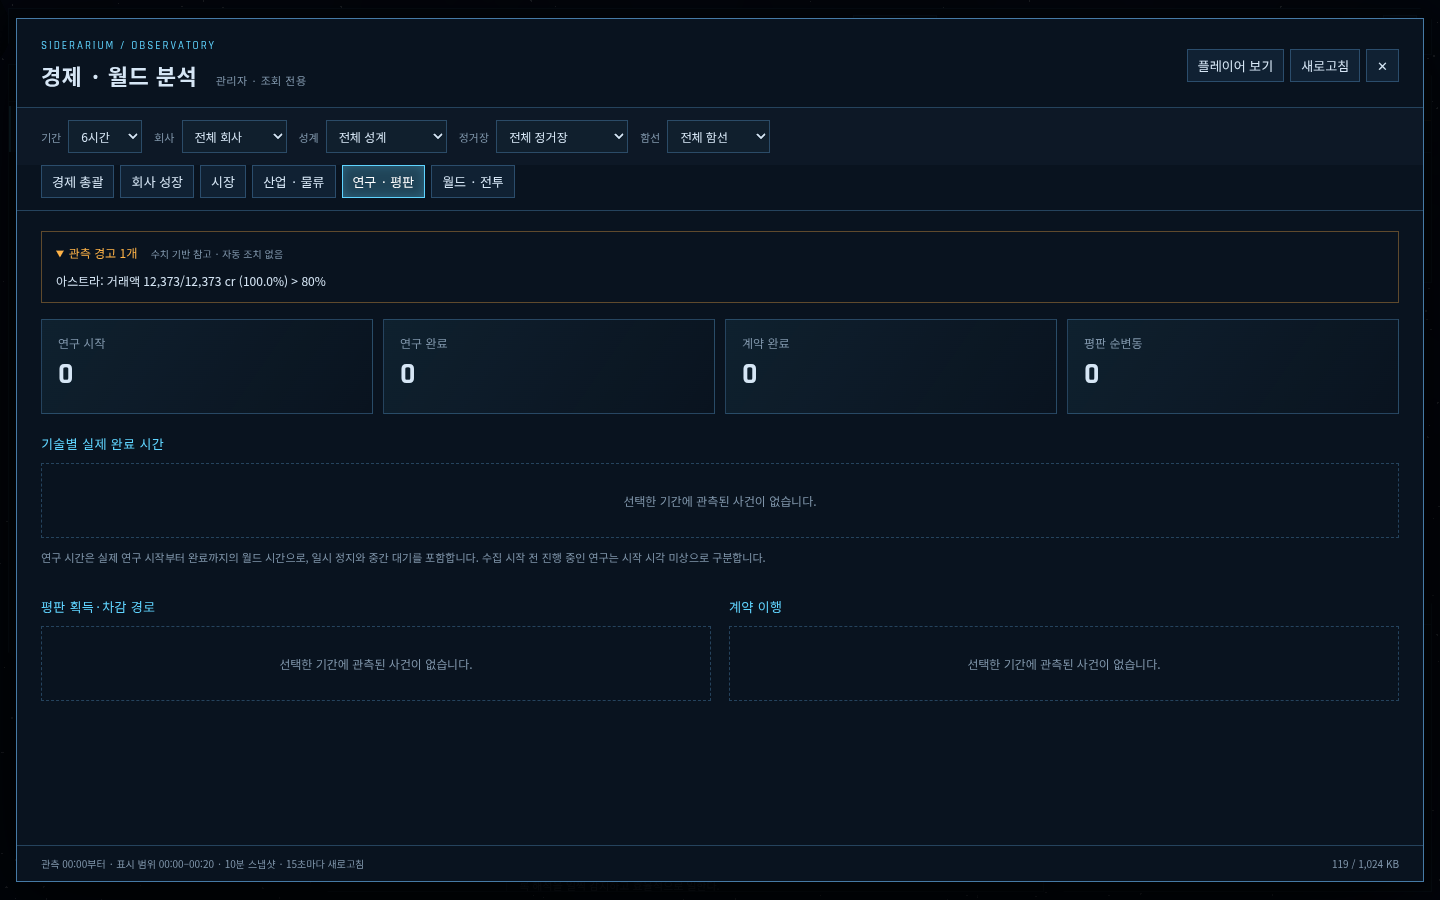 SIDERARIUM / OBSERVATORY
경제 · 월드 분석 관리자 · 조회 전용
플레이어 보기 새로고침 ✕
기간 6시간 회사 전체 회사 성계 전체 성계 정거장 전체 정거장 함선 전체 함선
경제 총괄 회사 성장 시장 산업 · 물류 연구 · 평판 월드 · 전투
▼ 관측 경고 1개 수치 기반 참고 · 자동 조치 없음
아스트라: 거래액 12,373/12,373 cr (100.0%) > 80%
연구 시작 연구 완료 계약 완료 평판 순변동
0 0 0 0
기술별 실제 완료 시간
선택한 기간에 관측된 사건이 없습니다.
연구 시간은 실제 연구 시작부터 완료까지의 월드 시간으로, 일시 정지와 중간 대기를 포함합니다. 수집 시작 전 진행 중인 연구는 시작 시각 미상으로 구분합니다.
평판 획득·차감 경로 계약 이행
선택한 기간에 관측된 사건이 없습니다. 선택한 기간에 관측된 사건이 없습니다.
관측 00:00부터 · 표시 범위 00:00–00:20 · 10분 스냅샷 · 15초마다 새로고침 119 / 1,024 KB